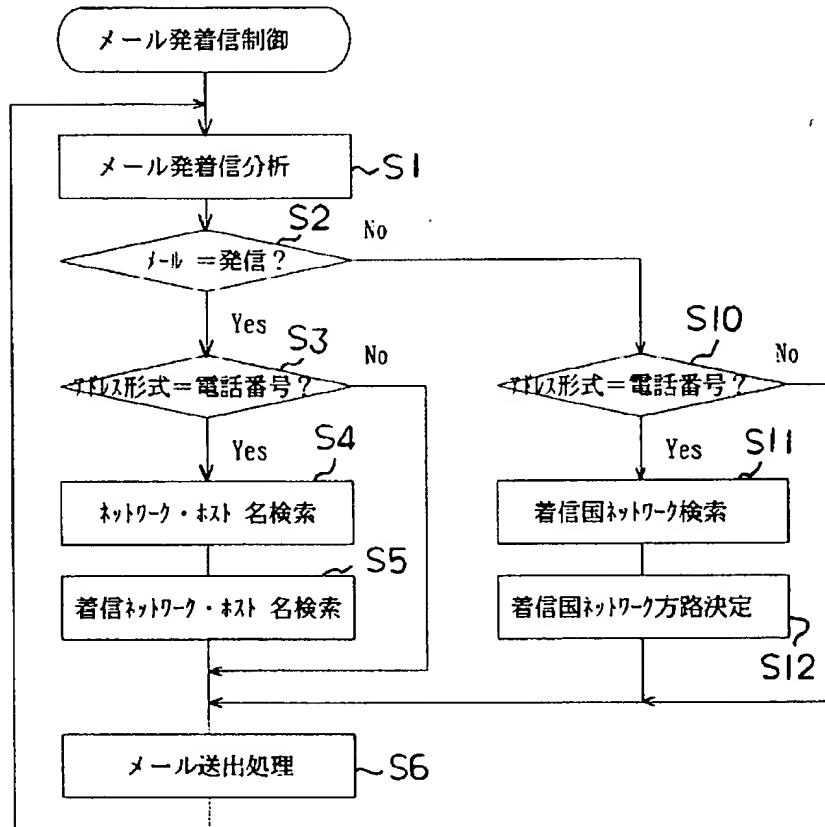 メール発着信制御
メール発着信分析
S1
S2
メール =発信?
No
Yes
S3
アドレス形式=電話番号?
No
Yes
S4
ネットワーク・ホスト 名検索
S5
着信ネットワーク・ホスト 名検索
S10
アドレス形式=電話番号?
No
Yes
S11
着信国ネットワーク検索
着信国ネットワーク方路決定
S12
メール送出処理
S6